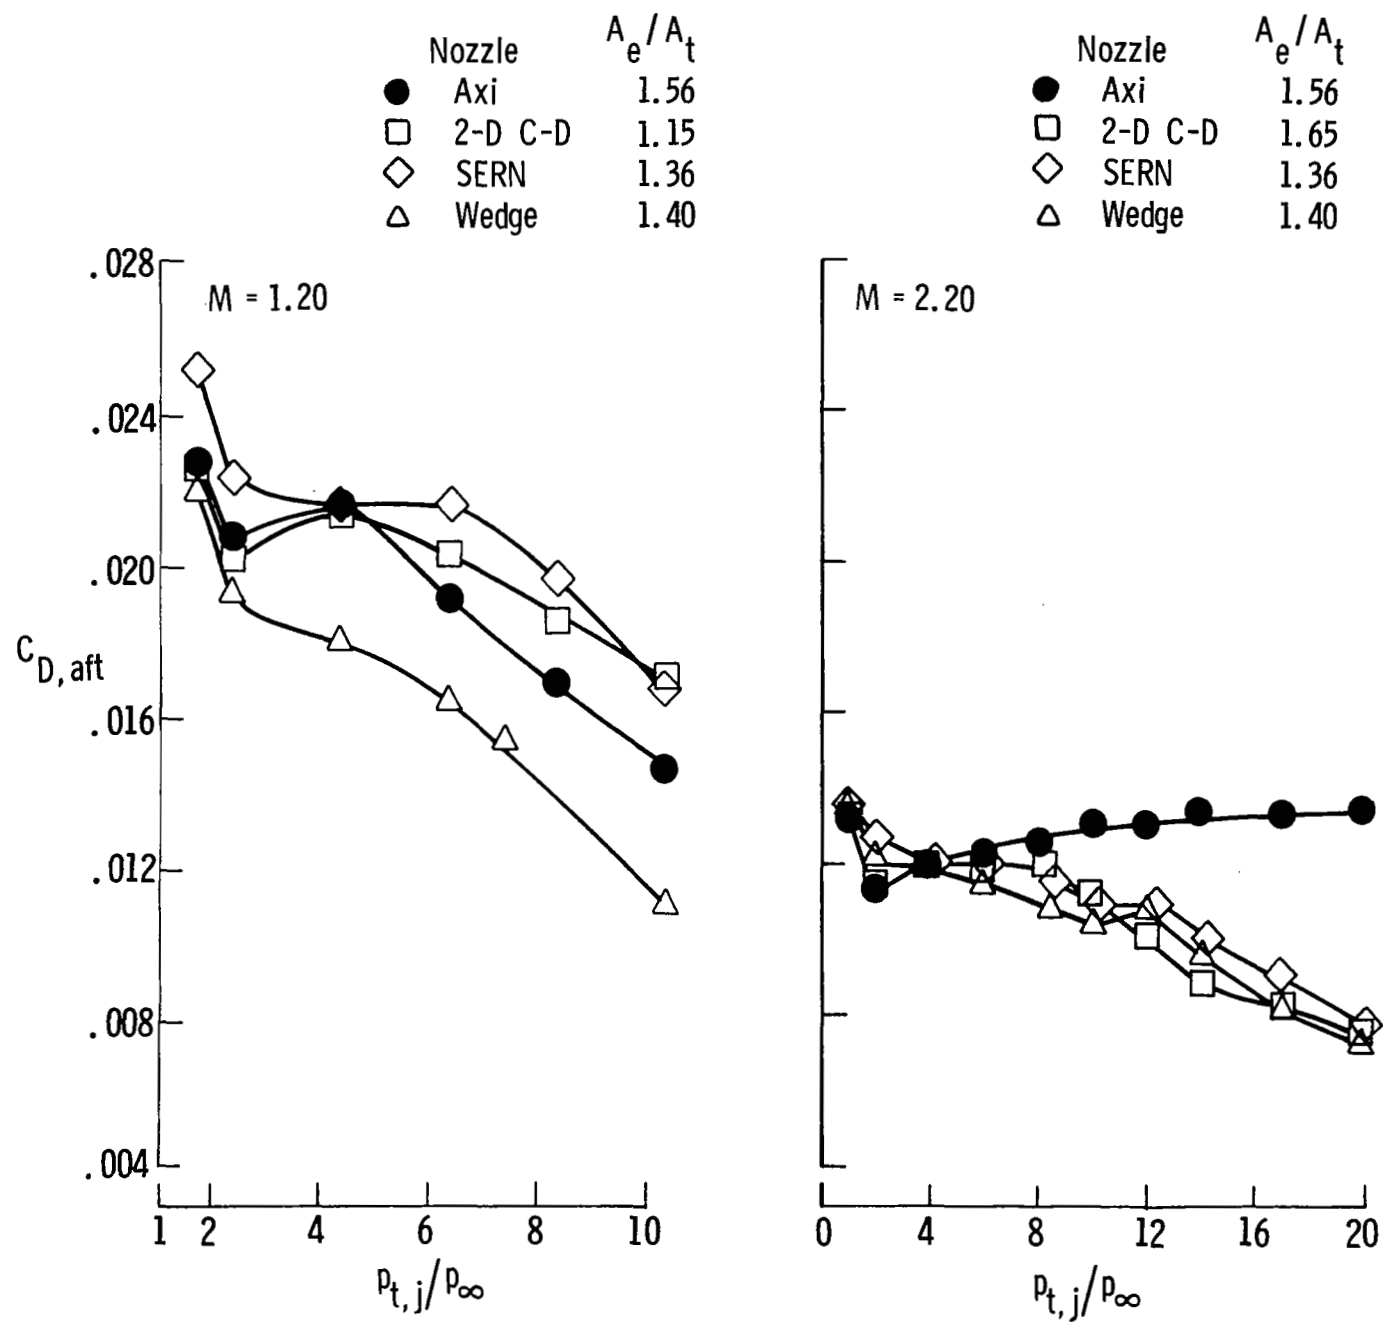 Nozzle A_e/A_t
Axi 1.56
2-D C-D 1.15
SERN 1.36
Wedge 1.40
Nozzle A_e/A_t
Axi 1.56
2-D C-D 1.65
SERN 1.36
Wedge 1.40
M = 1.20
.028
.024
.020
.016
.012
.008
.004
C_D, aft
1 2 4 6 8 10
p_t, j/p_∞
M = 2.20
0 4 8 12 16 20
p_t, j/p_∞